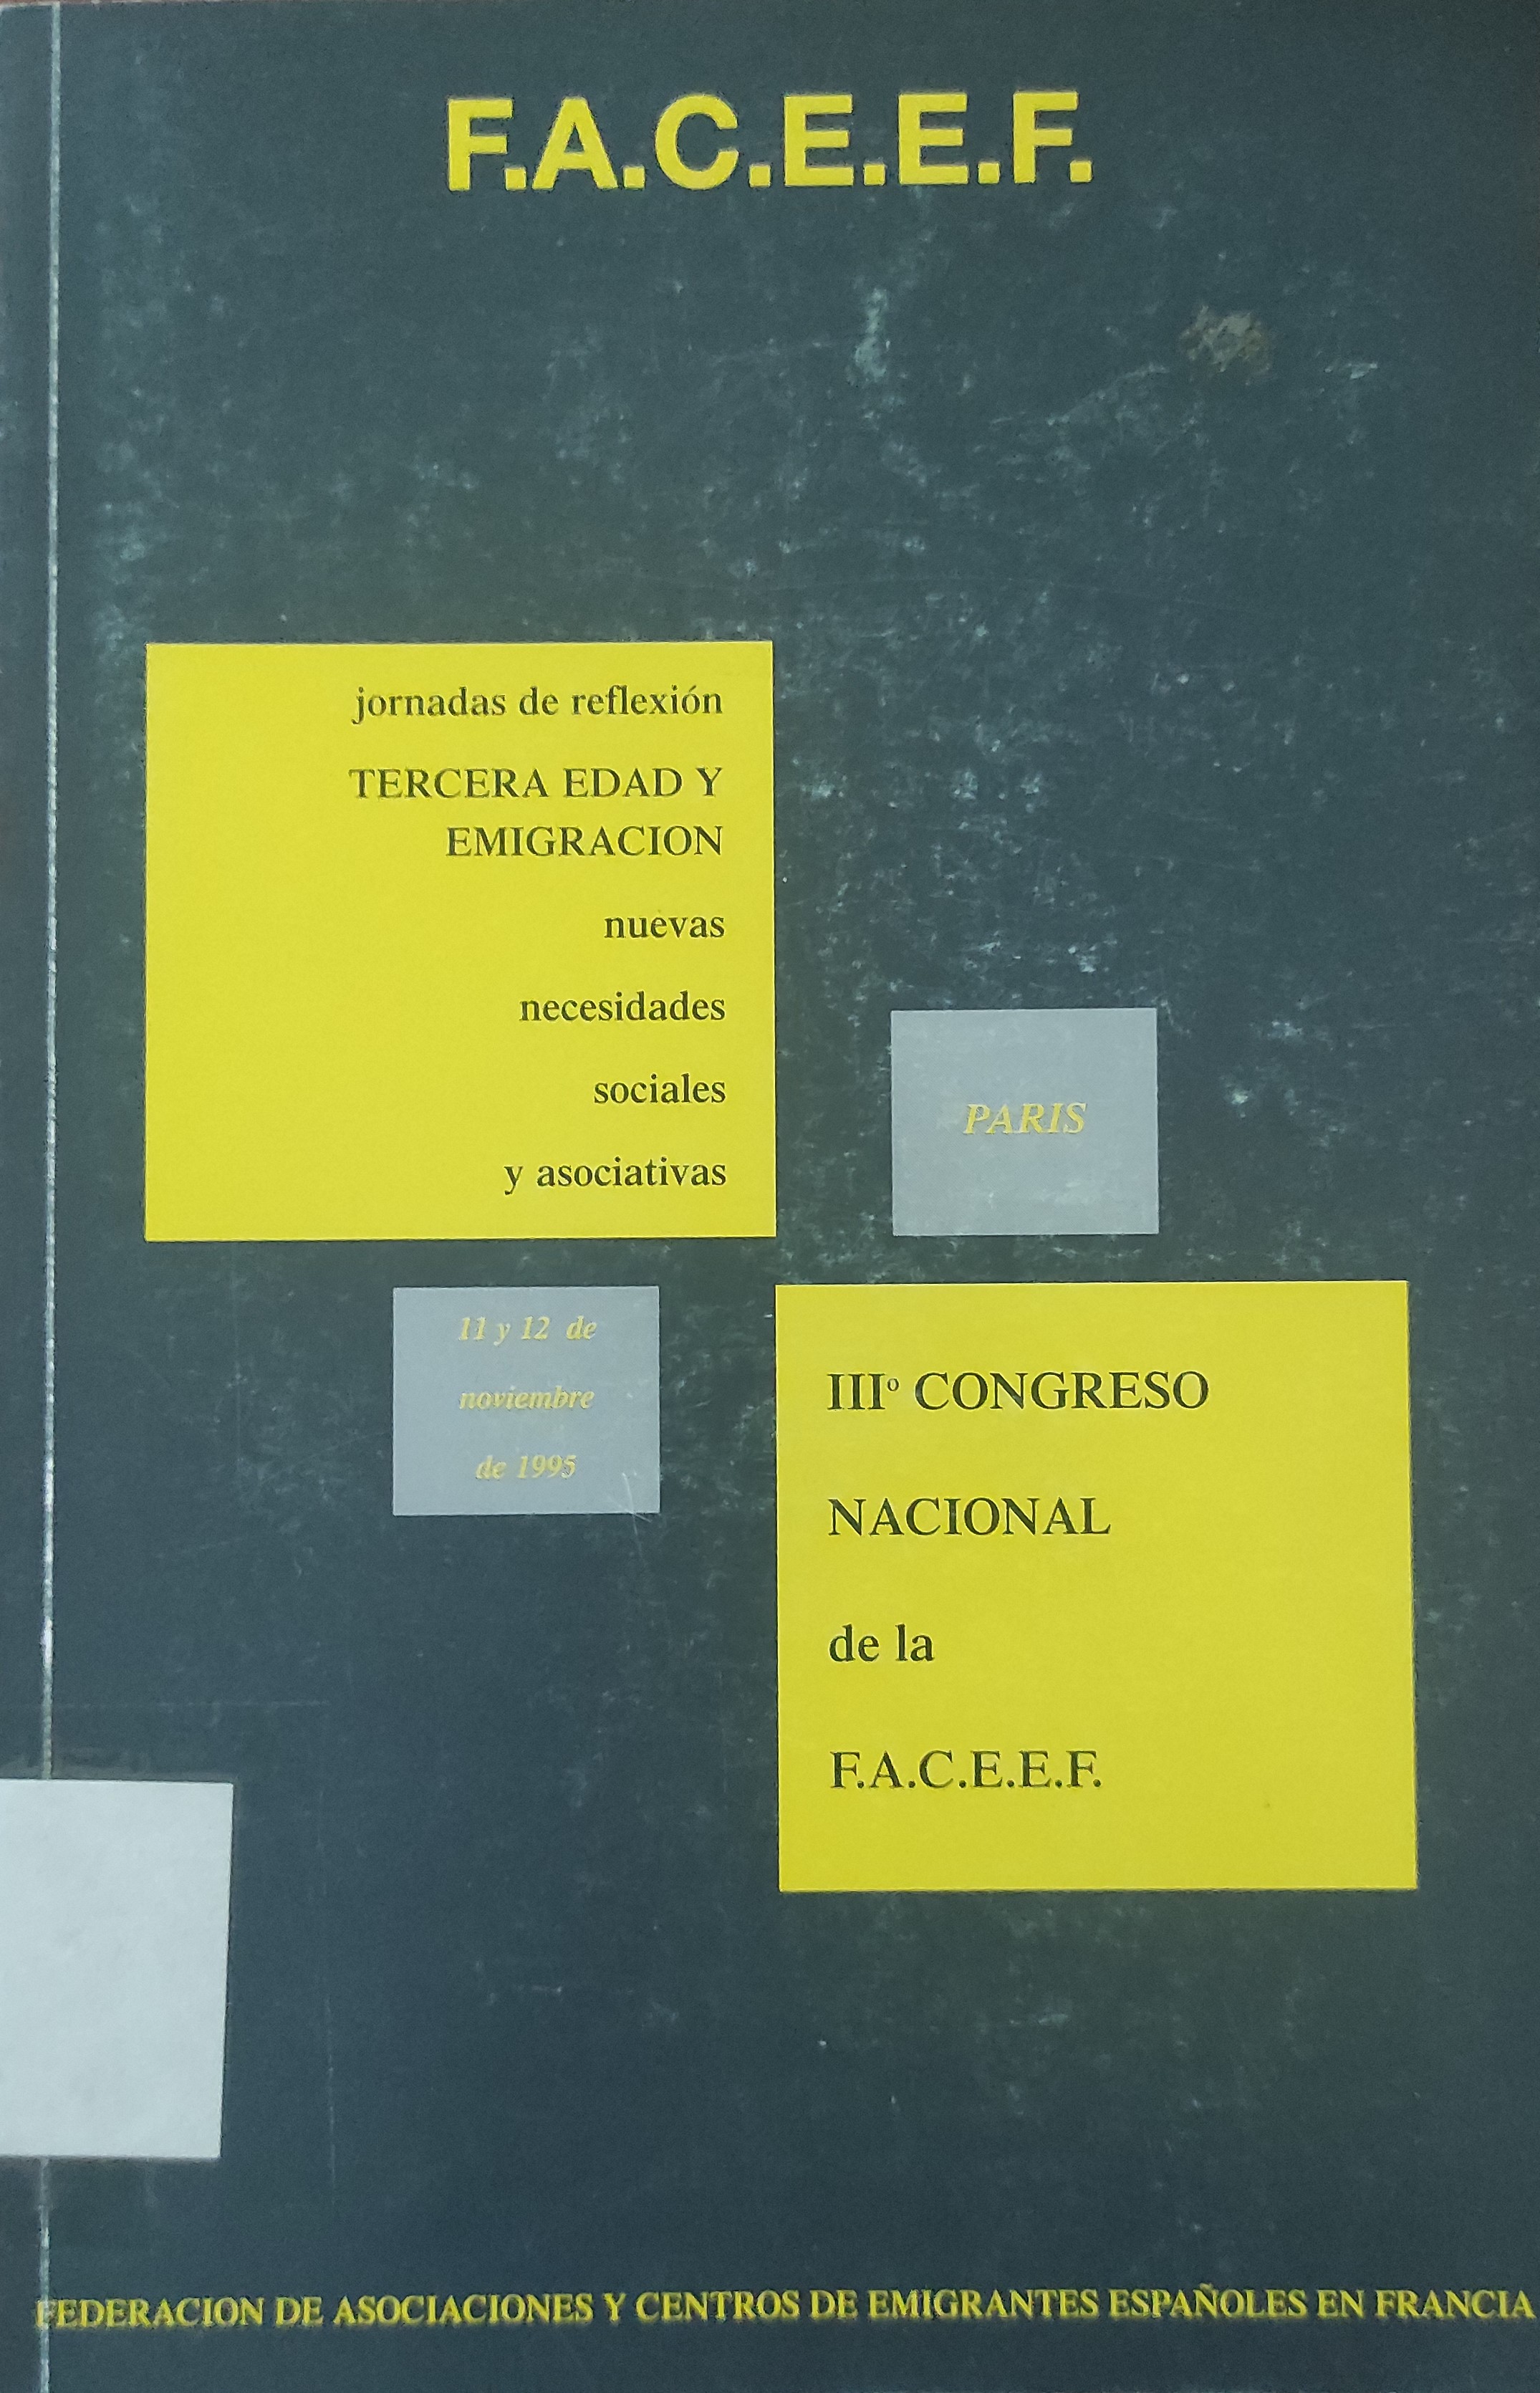 F.A.C.E.E.F.
jornadas de reflexión
TERCERA EDAD Y
EMIGRACION
nuevas
necesidades
sociales
y asociativas
PARIS
11 y 12 de
noviembre
de 1995
IIIº CONGRESO
NACIONAL
de la
F.A.C.E.E.F.
FEDERACION DE ASOCIACIONES Y CENTROS DE EMIGRANTES ESPAÑOLES EN FRANCIA